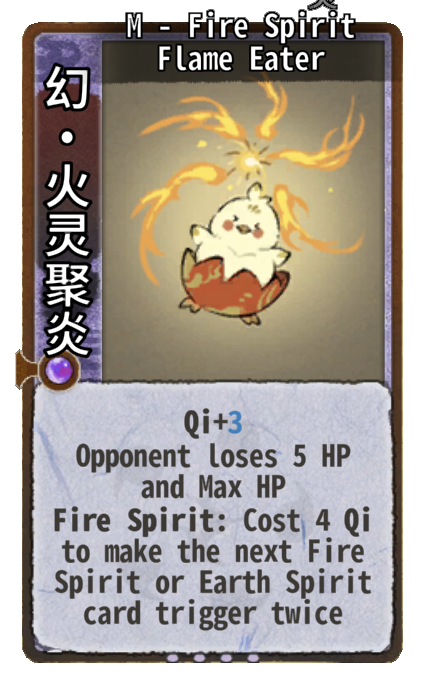 M - Fire Spirit
Flame Eater
幻・火灵聚炎
Qi+3
Opponent loses 5 HP
and Max HP
Fire Spirit: Cost 4 Qi
to make the next Fire
Spirit or Earth Spirit
card trigger twice